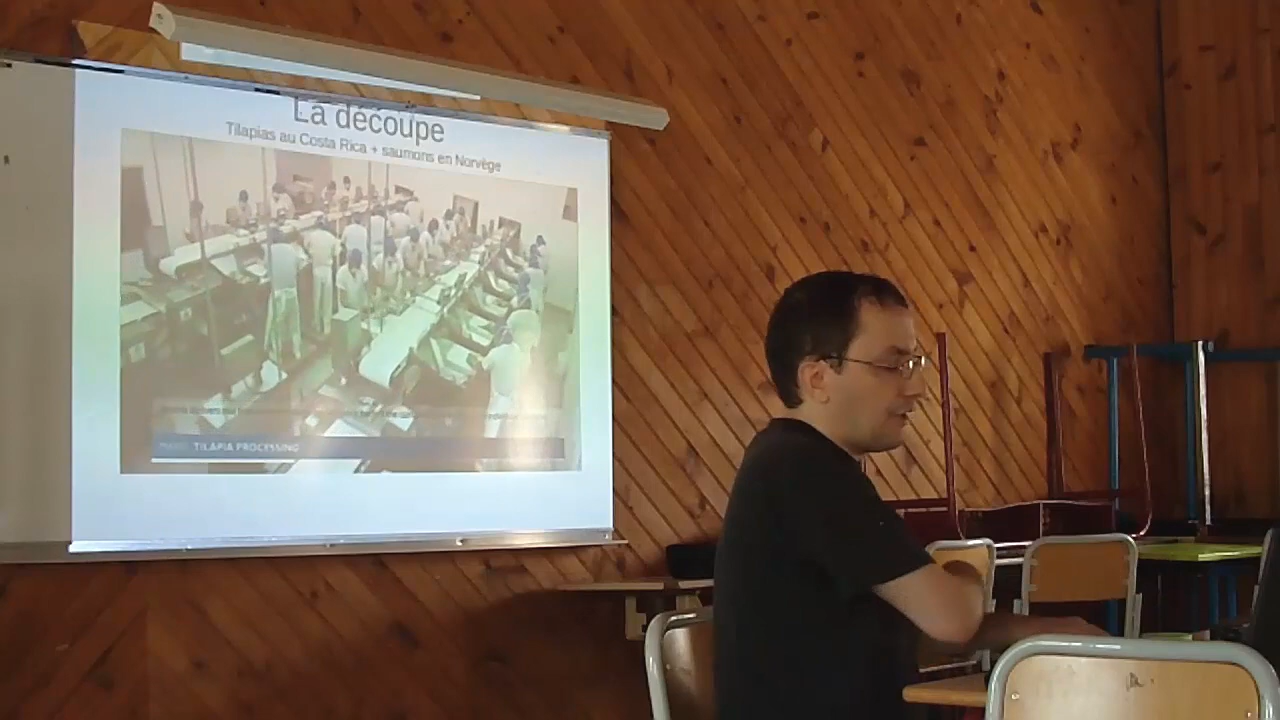 La découpe
Tilapias au Costa Rica + saumons en Norvège
TILAPIA PROCESSING